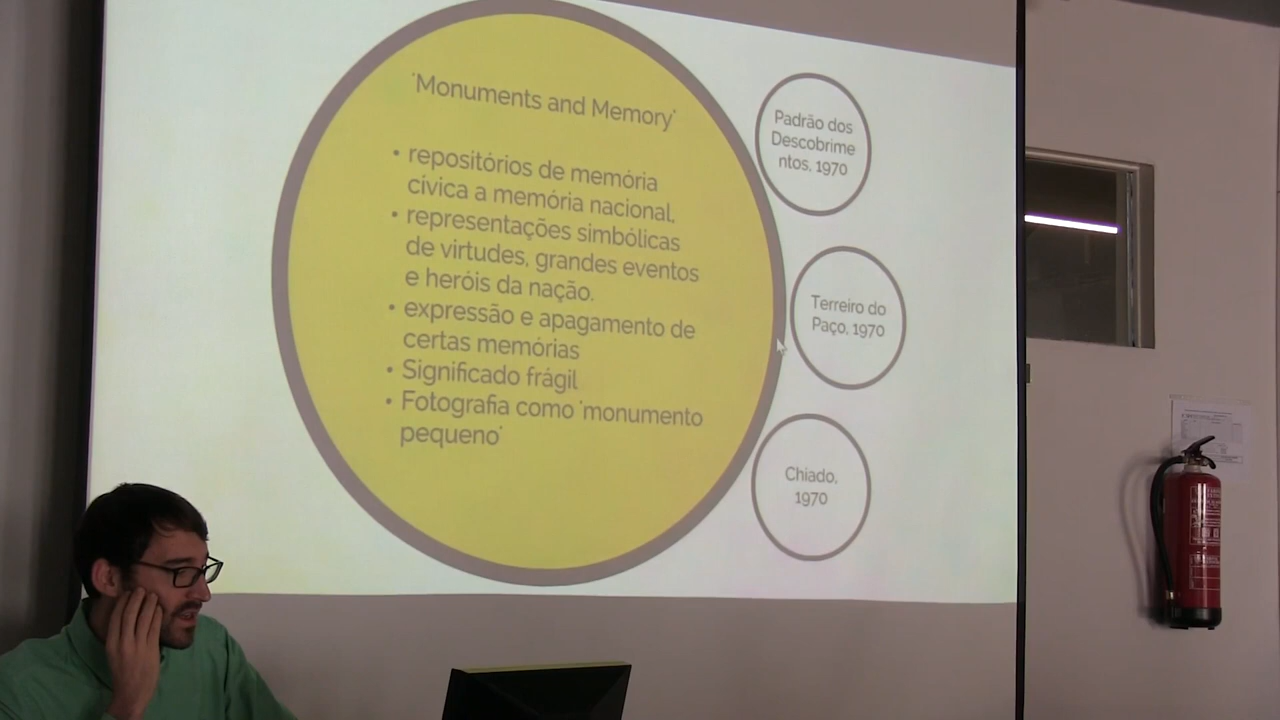 'Monuments and Memory'
• repositórios de memória
cívica a memória nacional,
• representações simbólicas
de virtudes, grandes eventos
e heróis da nação.
• expressão e apagamento de
certas memórias
• Significado frágil
• Fotografia como 'monumento
pequeno'
Padrão dos
Descobrime
ntos, 1970
Terreiro do
Paço, 1970
Chiado,
1970